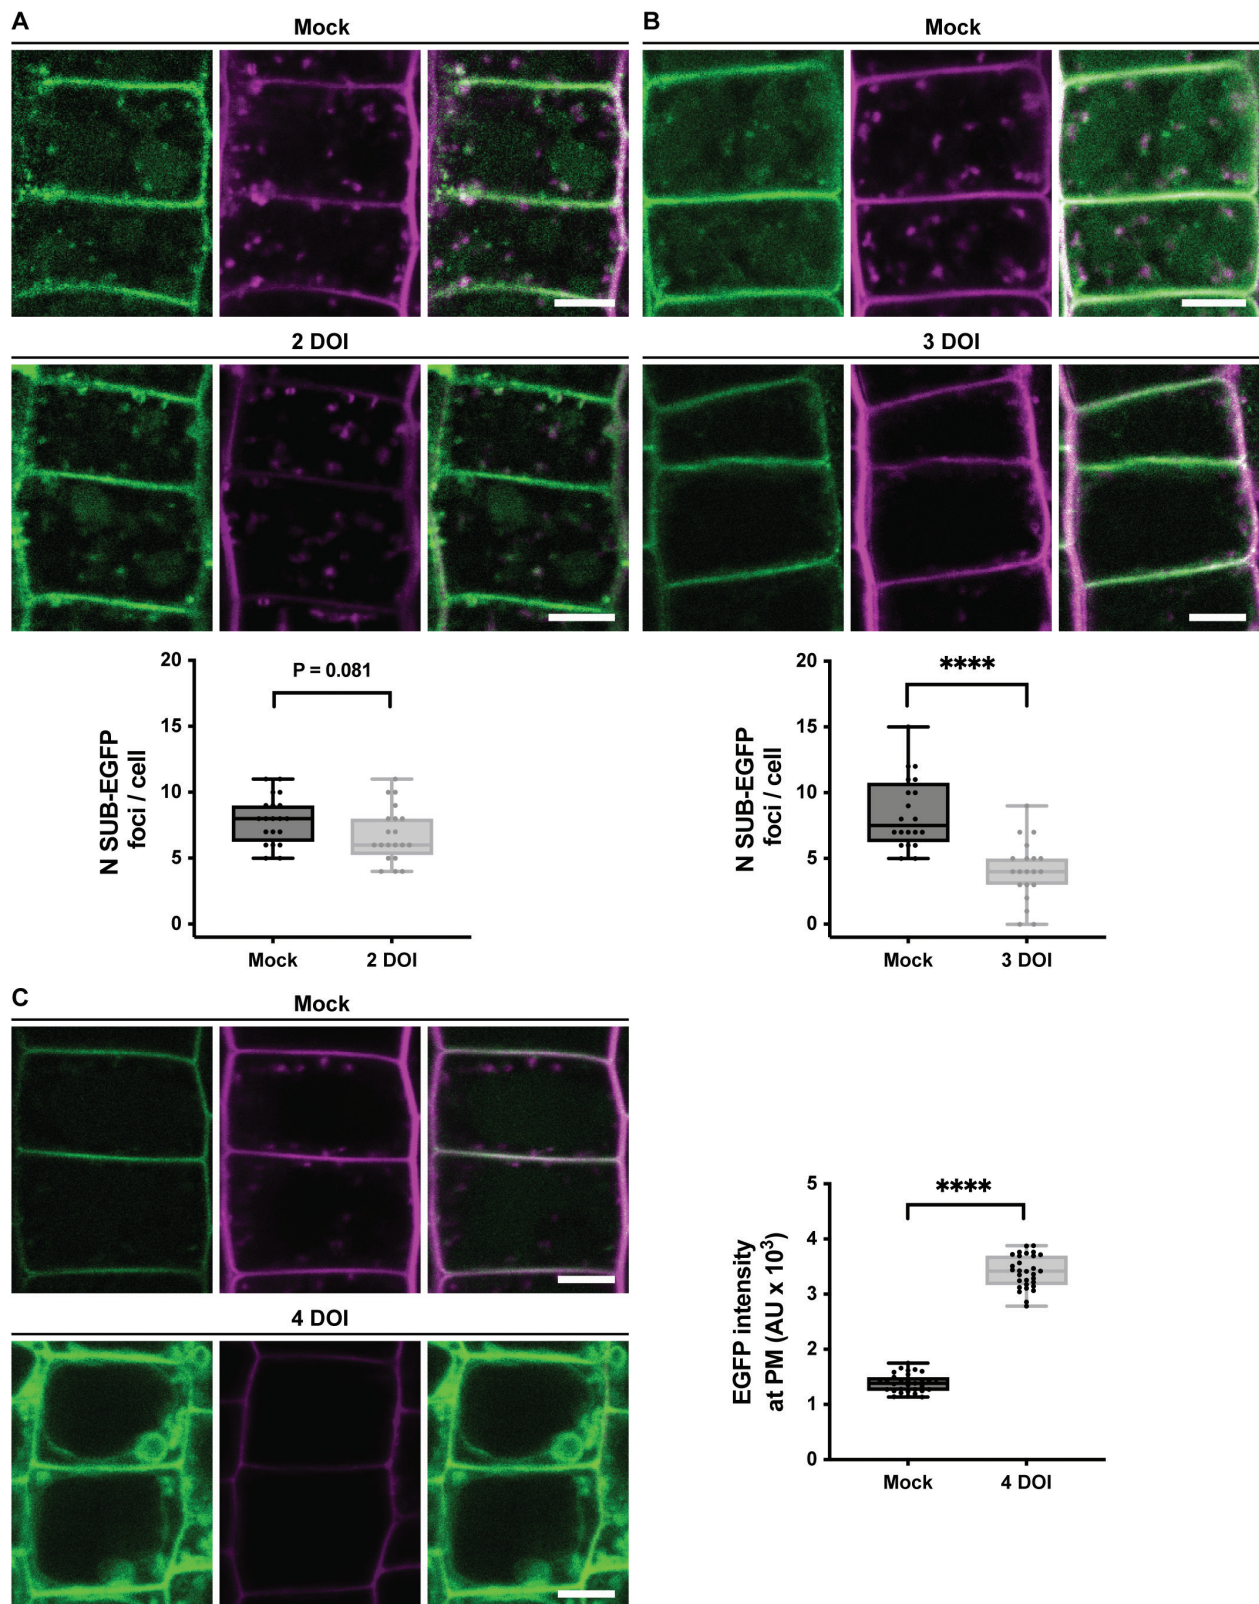 A
Mock
2 DOI
N SUB-EGFP
foci / cell
20
15
10
5
0
P = 0.081
Mock 2 DOI
B
Mock
3 DOI
N SUB-EGFP
foci / cell
20
15
10
5
0
****
Mock 3 DOI
C
Mock
4 DOI
EGFP intensity
at PM (AU x 10³)
5
4
3
2
1
0
****
Mock 4 DOI